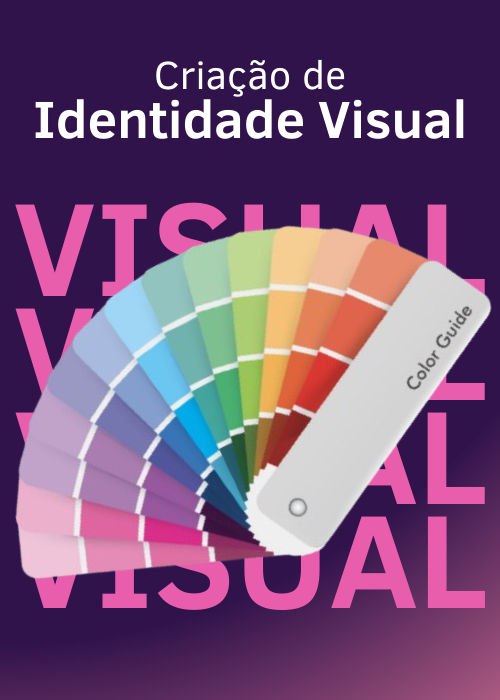 Criação de
Identidade Visual
VISUAL
VISUAL
VISUAL
VISUAL
Color Guide